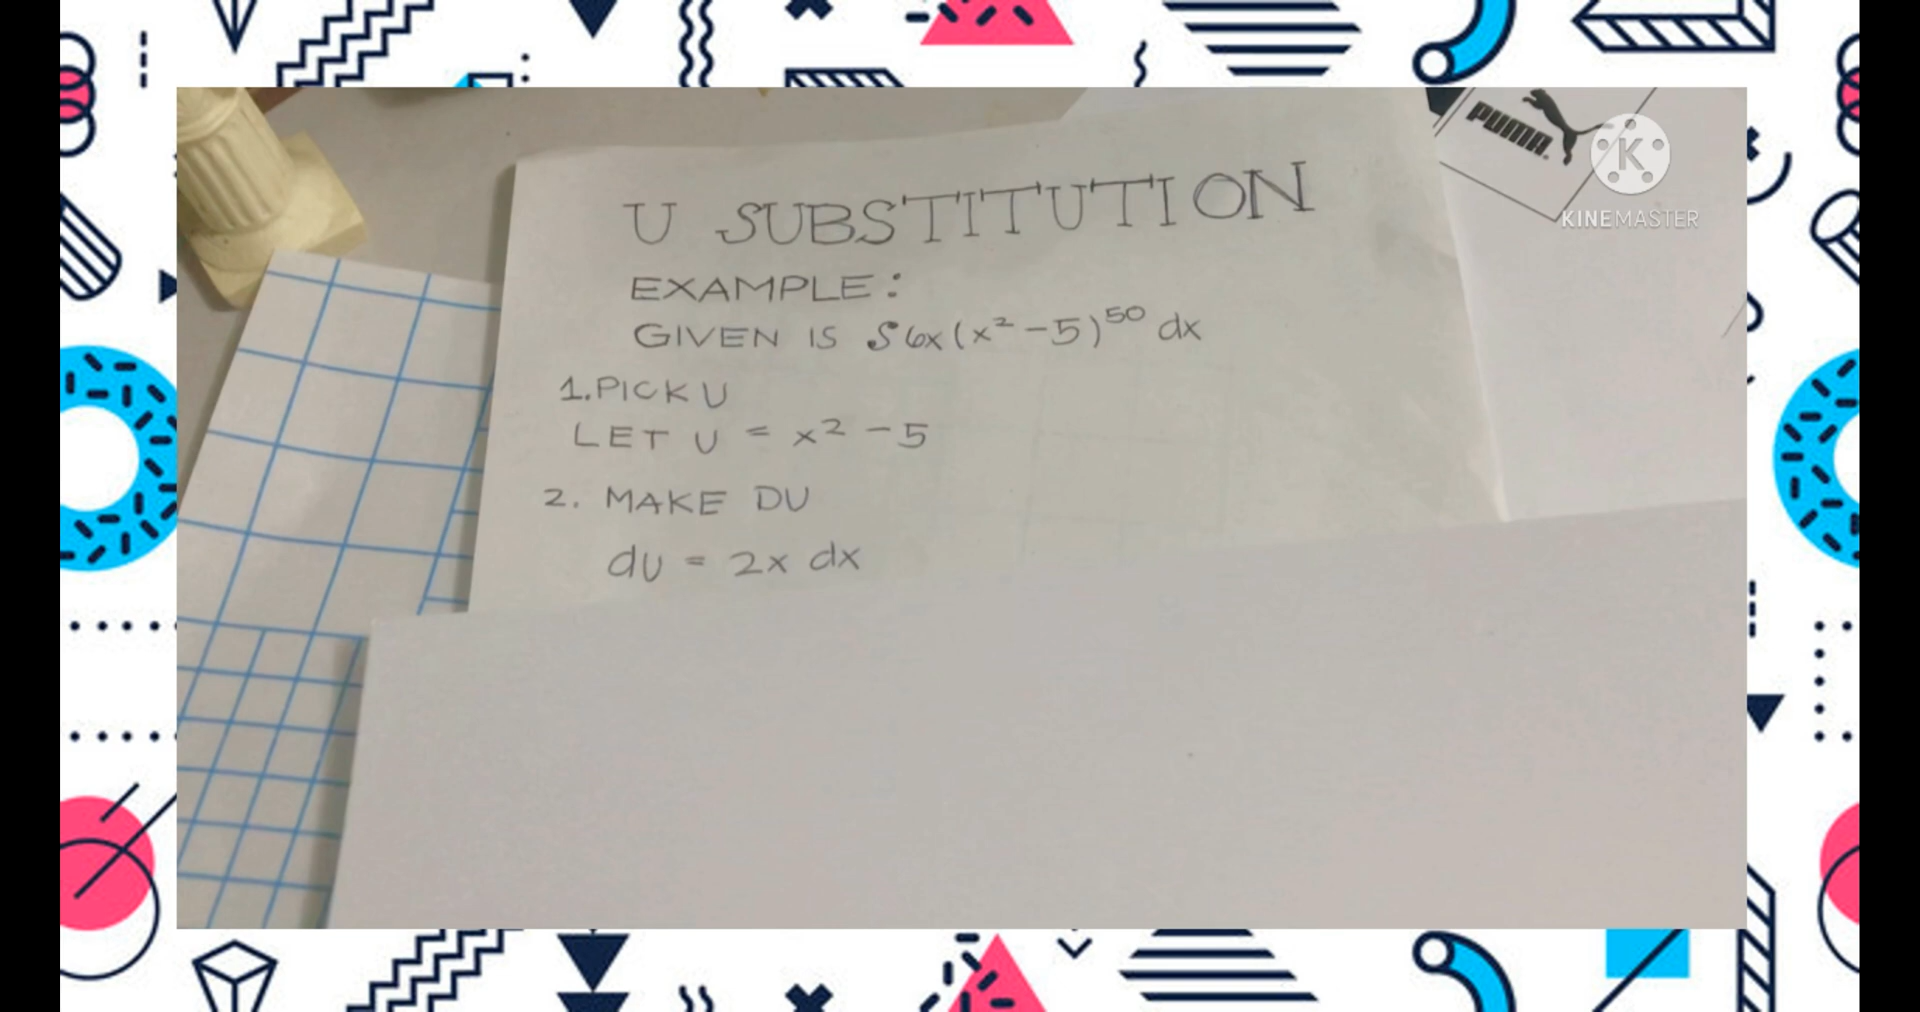 U SUBSTITUTION
EXAMPLE:
GIVEN IS ∫6x(x² -5)⁵⁰ dx
1. PICK U
LET U = x² - 5
2. MAKE DU
du = 2x dx
PUMA
K
KINEMASTER